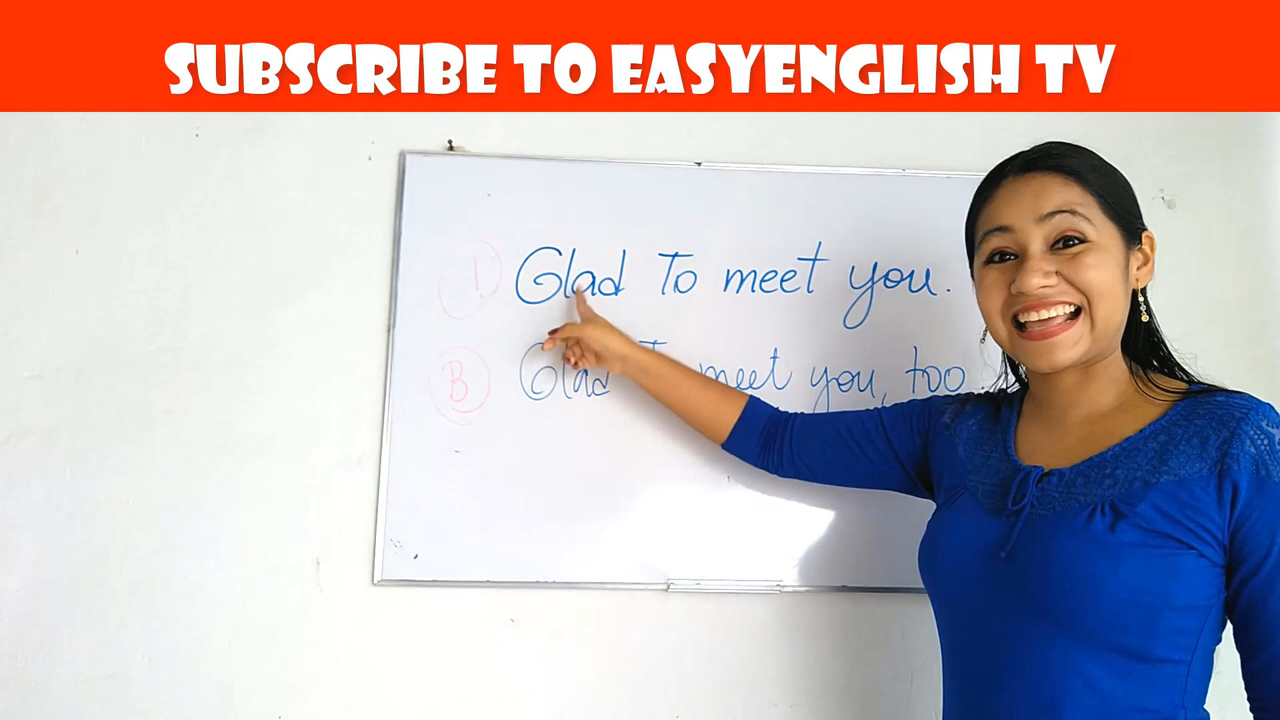 SUBSCRIBE TO EASYENGLISH TV
Glad To meet you.
B Glad meet you, too.